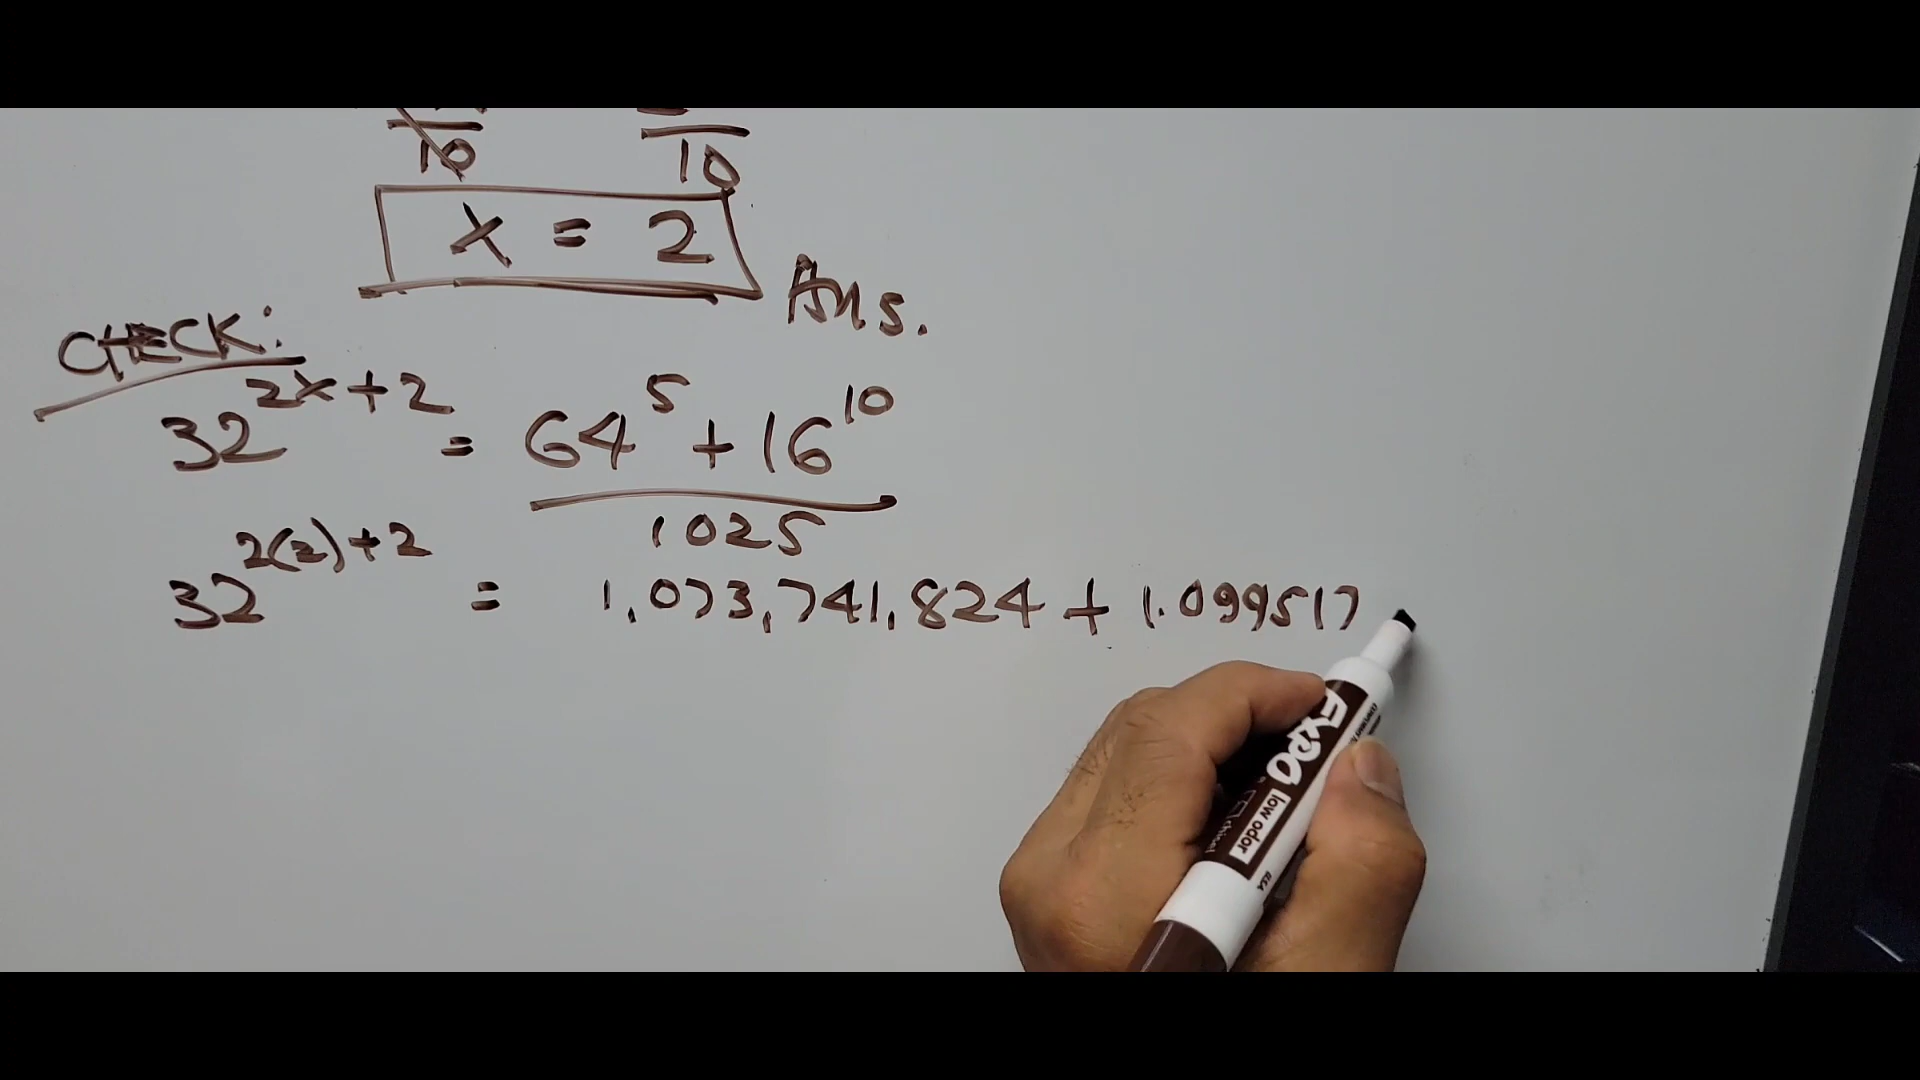 10 10
x = 2
Ans.
CHECK:
32^{2x+2} = \frac{64^5 + 16^{10}}{1025}
32^{2(2)+2} = 1,073,741,824 + 1.099517
EXPO
low odor